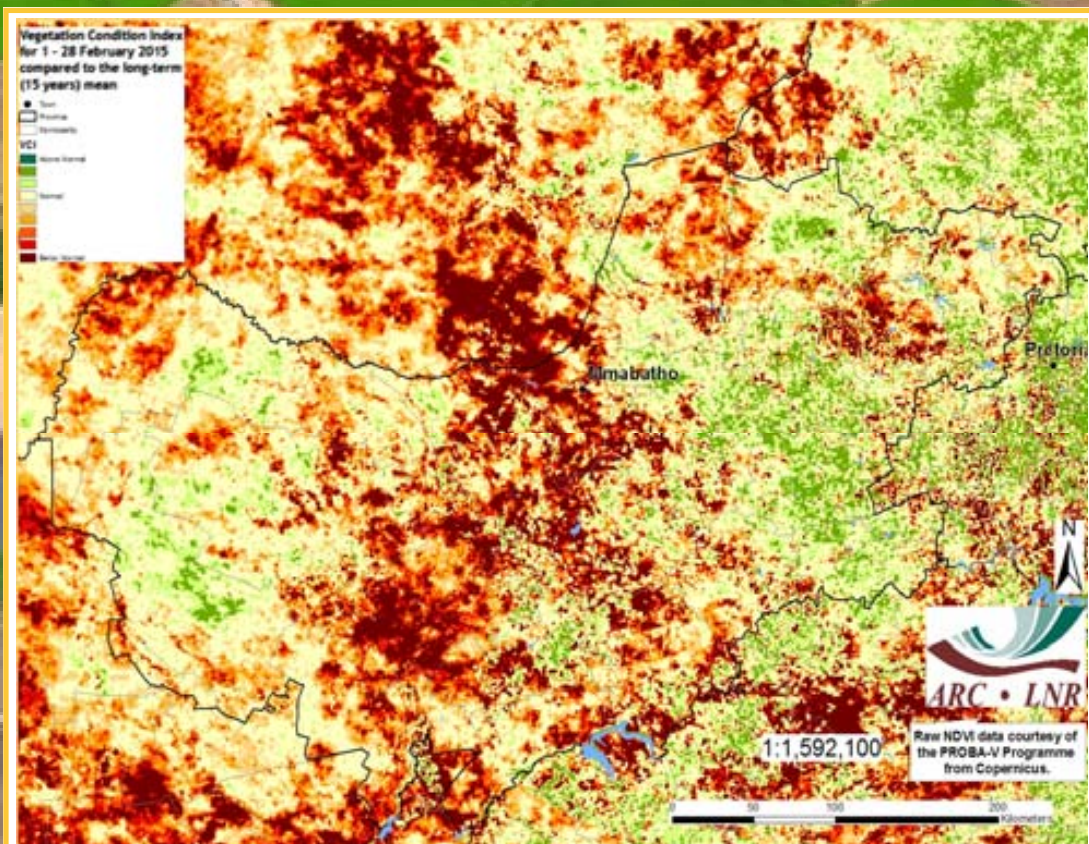 Vegetation Condition Index
for 1 - 28 February 2015
compared to the long-term
(15 years) mean
Town
Province
VCI
Above Normal
Normal
Below Normal
Mmabatho
Pretoria
N
ARC • LNR
1:1,592,100
Raw NDVI data courtesy of
the PROBA-V Programme
from Copernicus.
0 50 100 200
Kilometers